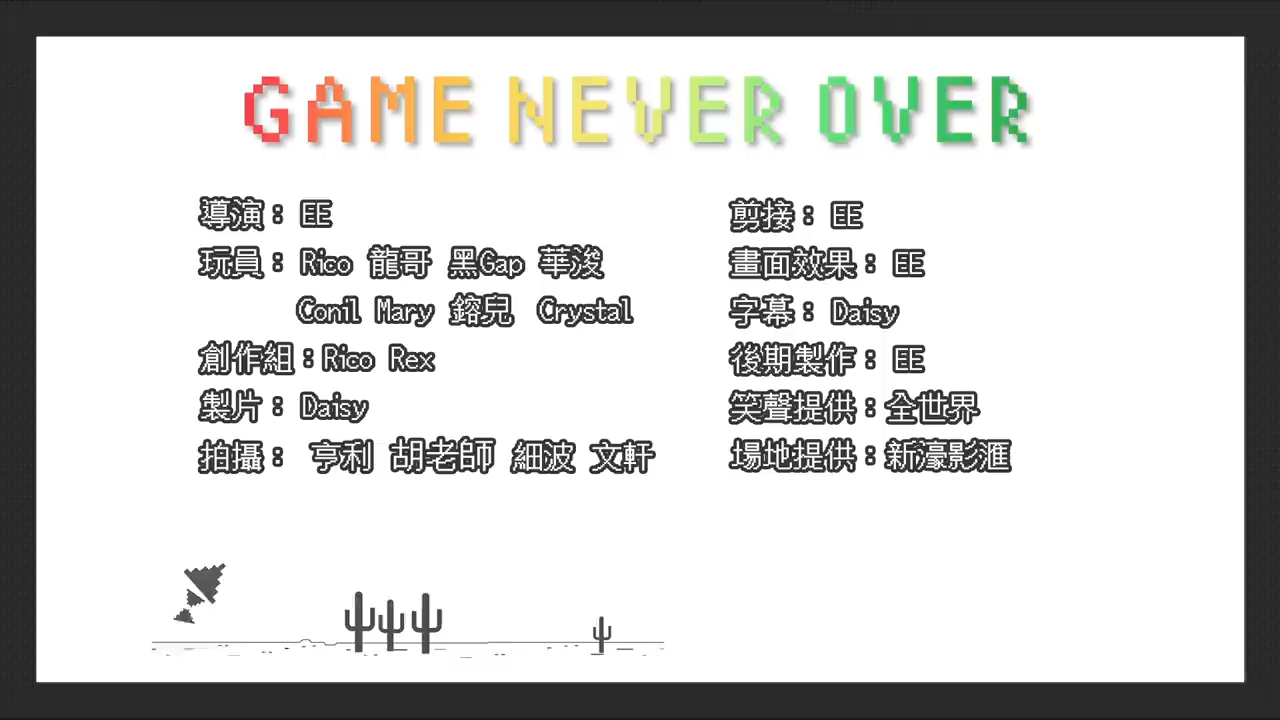 GAME NEVER OVER
導演：EE
玩員：Rico 龍哥 黑Gap 華浚
Conil Mary 鎔兒 Crystal
創作組：Rico Rex
製片：Daisy
拍攝： 亨利 胡老師 細波 文軒
剪接：EE
畫面效果：EE
字幕：Daisy
後期製作：EE
笑聲提供：全世界
場地提供：新濠影滙